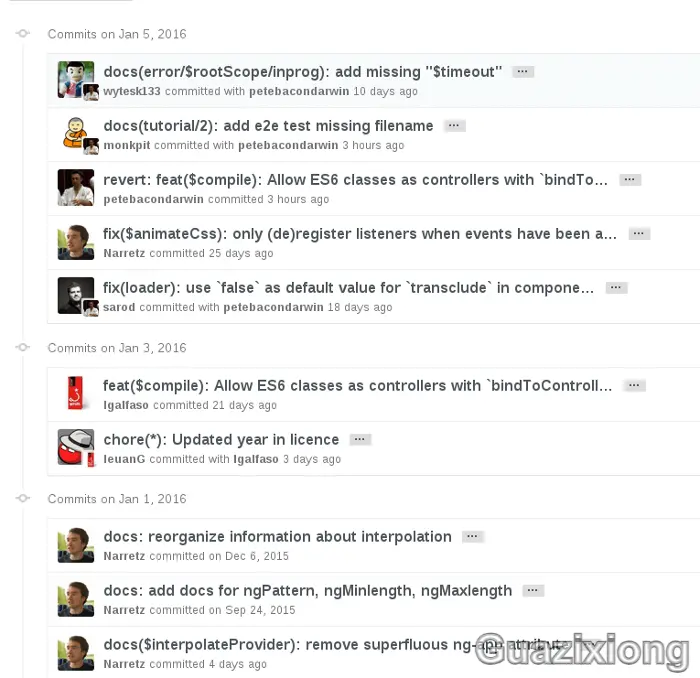 Commits on Jan 5, 2016
docs(error/$rootScope/inprog): add missing "$timeout" ...
wytesk133 committed with petebacondarwin 10 days ago
docs(tutorial/2): add e2e test missing filename ...
monkpit committed with petebacondarwin 3 hours ago
revert: feat($compile): Allow ES6 classes as controllers with `bindTo... ...
petebacondarwin committed 3 hours ago
fix($animateCss): only (de)register listeners when events have been a... ...
Narretz committed 25 days ago
fix(loader): use `false` as default value for `transclude` in compone... ...
sarod committed with petebacondarwin 18 days ago
Commits on Jan 3, 2016
feat($compile): Allow ES6 classes as controllers with `bindToControll... ...
lgalfaso committed 21 days ago
chore(*): Updated year in licence ...
IeuanG committed with lgalfaso 3 days ago
Commits on Jan 1, 2016
docs: reorganize information about interpolation ...
Narretz committed on Dec 6, 2015
docs: add docs for ngPattern, ngMinlength, ngMaxlength ...
Narretz committed on Sep 24, 2015
docs($interpolateProvider): remove superfluous ng-app attribute
Narretz committed 4 days ago
Guazixiong